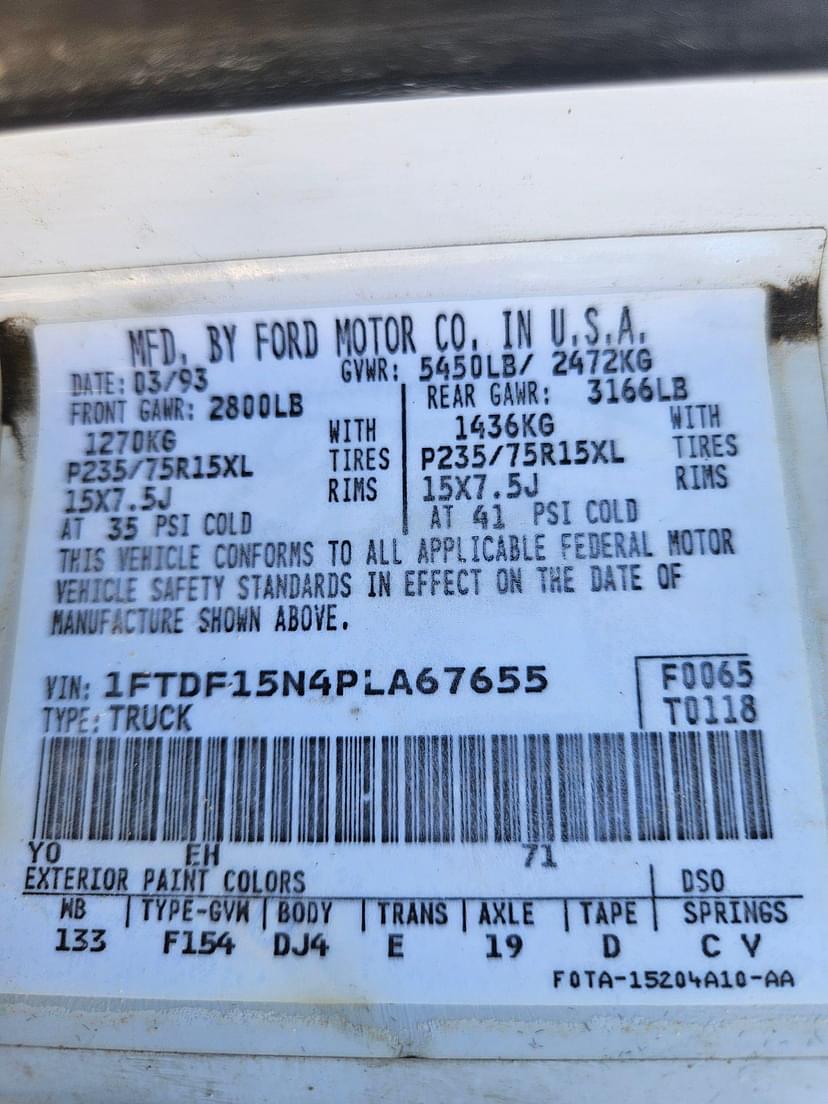 MFD. BY FORD MOTOR CO. IN U.S.A.
DATE: 03/93 GVWR: 5450LB/ 2472KG
FRONT GAWR: 2800LB REAR GAWR: 3166LB
1270KG WITH 1436KG WITH
P235/75R15XL TIRES P235/75R15XL TIRES
15X7.5J RIMS 15X7.5J RIMS
AT 35 PSI COLD AT 41 PSI COLD
THIS VEHICLE CONFORMS TO ALL APPLICABLE FEDERAL MOTOR
VEHICLE SAFETY STANDARDS IN EFFECT ON THE DATE OF
MANUFACTURE SHOWN ABOVE.
VIN: 1FTDF15N4PLA67655 F0065
TYPE: TRUCK T0118
YO EH 71
EXTERIOR PAINT COLORS DSO
WB TYPE-GVW BODY TRANS AXLE TAPE SPRINGS
133 F154 DJ4 E 19 D C V
F0TA-15204A10-AA